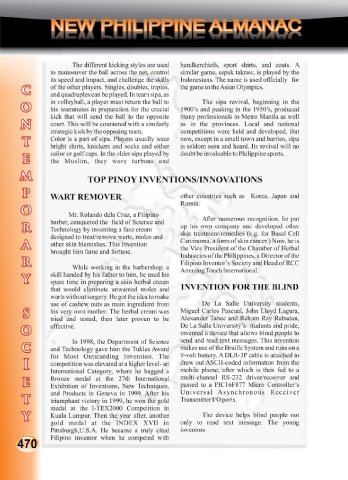 NEW PHILIPPINE ALMANAC
CONTEMPORARY SOCIETY
The different kicking styles are used
to manoeuver the ball across the net, control
its speed and impact, and challenge the skills
of the other players. Singles, doubles, triples,
and quadruples can be played. In team sipa, as
in volleyball, a player must return the ball to
his teammates in preparation for the crucial
kick that will send the ball to the opposite
court. This will be countered with a similarly
strategic kick by the opposing team.
Color is a part of sipa. Players usually wear
bright shirts, knickers and socks and either
sailor or golf caps. In the older sipa played by
the Muslim, they wore turbans and
handkerchiefs, sport shirts, and coats. A
similar game, sepak takraw, is played by the
Indonesians. The name is used officially for
the game in the Asian Olympics.
The sipa revival, beginning in the
1900's and peaking in the 1950's, produced
many professionals in Metro Manila as well
as in the provinces. Local and national
competitions were held and developed. But
now, except in a small town and barrios, sipa
is seldom seen and heard. Its revival will no
doubt be invaluable to Philippine sports.
TOP PINOY INVENTIONS/INNOVATIONS
WART REMOVER
Mr. Rolando dela Cruz, a Filipino
barber, conquered the field of Science and
Technology by inventing a face cream
designed to treat/remove warts, moles and
other skin blemishes. This invention
brought him fame and fortune.
While working in the barbershop, a
skill handed by his father to him, he used his
spare time in preparing a skin herbal cream
that would eliminate unwanted moles and
warts without surgery. He got the idea to make
use of cashew nuts as main ingredient from
his very own mother. The herbal cream was
tried and tested, then later proven to be
effective.
In 1998, the Department of Science
and Technology gave him the Tuklas Award
for Most Outstanding Invention. The
competition was elevated at a higher level- an
International Category, where he bagged a
Bronze medal at the 27th International
Exhibition of Inventions, New Techniques,
and Products in Geneva in 1999. After his
triumphant victory in 1999, he won the gold
medal at the I-TEX2000 Competition in
Kuala Lumpur. Then the year after, another
gold medal at the INDEX XVII in
Pittsburgh,U.S.A. He became a truly cited
Filipino inventor when he competed with
other countries such as Korea, Japan and
Russia.
After numerous recognition, he put
up his own company and developed other
skin treatment/remedies (e.g. for Basal Cell
Carcinoma, a form of skin cancer.) Now, he is
the Vice President of the Chamber of Herbal
Industries of the Philippines, a Director of the
Filipino Inventor's Society and Head of RCC
Amazing Touch International.
INVENTION FOR THE BLIND
De La Salle University students,
Miguel Carlos Pascual, John Lloyd Lagura,
Alexander Tabac and Robam Ray Rabadan,
De La Salle University's students and pride,
invented a device that allows blind people to
send and read text messages. This invention
makes use of the Braille System and runs on a
9-volt battery. A DLR-3P cable is attached to
draw out ASCII-coded information from the
mobile phone, after which is then fed to a
multi-channel RS-232 driver/receiver and
passed to a PIC16F877 Micro Controller's
Universal Asynchronous Receiver
Transmitter I/O ports.
The device helps blind people not
only to read text message. The young
inventors
470